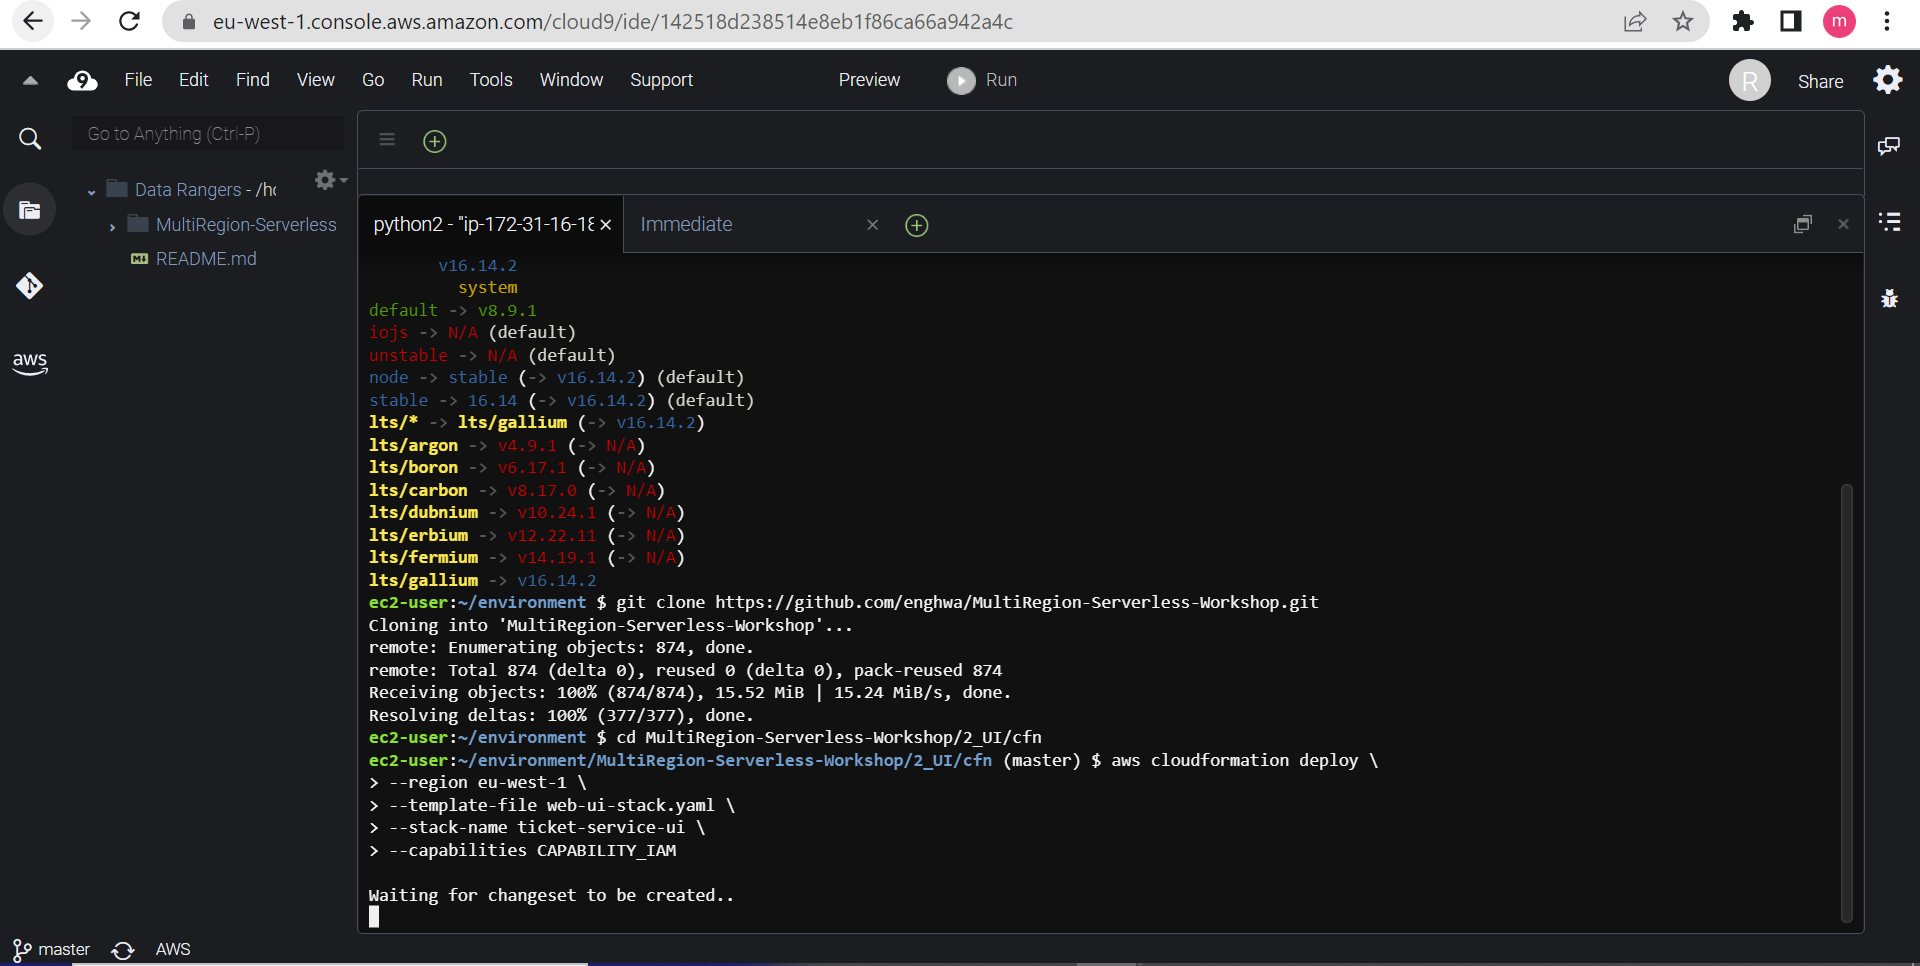 eu-west-1.console.aws.amazon.com/cloud9/ide/142518d238514e8eb1f86ca66a942a4c
m
9 File Edit Find View Go Run Tools Window Support Preview Run R Share
Go to Anything (Ctrl-P)
Data Rangers - /hc
MultiRegion-Serverless
README.md
aws
python2 - "ip-172-31-16-18 × Immediate ×
v16.14.2
system
default -> v8.9.1
iojs -> N/A (default)
unstable -> N/A (default)
node -> stable (-> v16.14.2) (default)
stable -> 16.14 (-> v16.14.2) (default)
lts/* -> lts/gallium (-> v16.14.2)
lts/argon -> v4.9.1 (-> N/A)
lts/boron -> v6.17.1 (-> N/A)
lts/carbon -> v8.17.0 (-> N/A)
lts/dubnium -> v10.24.1 (-> N/A)
lts/erbium -> v12.22.11 (-> N/A)
lts/fermium -> v14.19.1 (-> N/A)
lts/gallium -> v16.14.2
ec2-user:~/environment $ git clone https://github.com/enghwa/MultiRegion-Serverless-Workshop.git
Cloning into 'MultiRegion-Serverless-Workshop'...
remote: Enumerating objects: 874, done.
remote: Total 874 (delta 0), reused 0 (delta 0), pack-reused 874
Receiving objects: 100% (874/874), 15.52 MiB | 15.24 MiB/s, done.
Resolving deltas: 100% (377/377), done.
ec2-user:~/environment $ cd MultiRegion-Serverless-Workshop/2_UI/cfn
ec2-user:~/environment/MultiRegion-Serverless-Workshop/2_UI/cfn (master) $ aws cloudformation deploy \
> --region eu-west-1 \
> --template-file web-ui-stack.yaml \
> --stack-name ticket-service-ui \
> --capabilities CAPABILITY_IAM
Waiting for changeset to be created..
master AWS